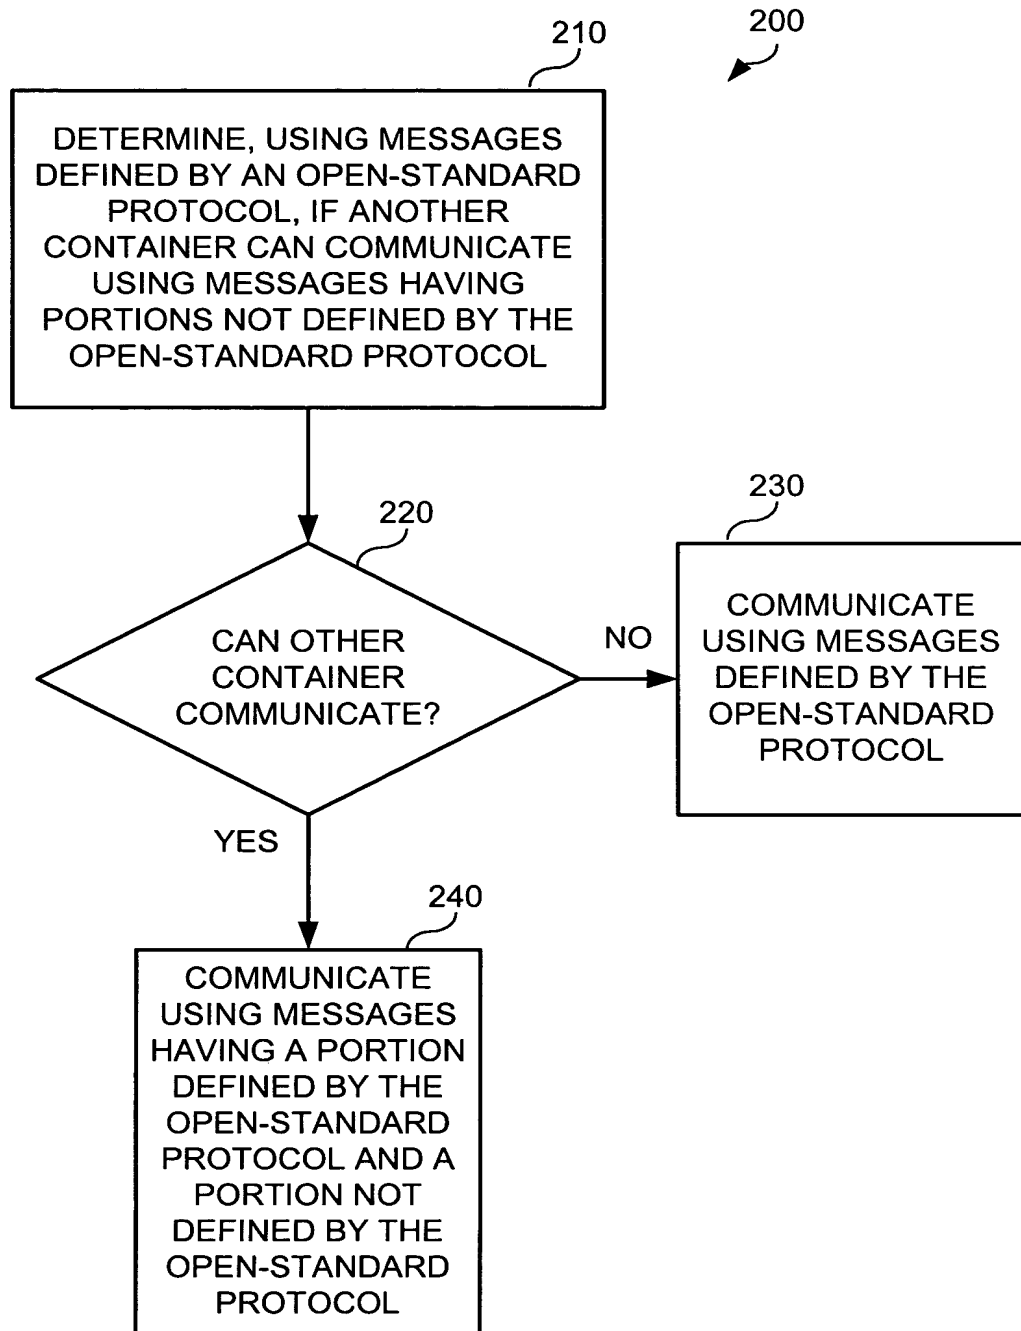 200
210
DETERMINE, USING MESSAGES
DEFINED BY AN OPEN-STANDARD
PROTOCOL, IF ANOTHER
CONTAINER CAN COMMUNICATE
USING MESSAGES HAVING
PORTIONS NOT DEFINED BY THE
OPEN-STANDARD PROTOCOL
220
CAN OTHER
CONTAINER
COMMUNICATE?
NO
230
COMMUNICATE
USING MESSAGES
DEFINED BY THE
OPEN-STANDARD
PROTOCOL
YES
240
COMMUNICATE
USING MESSAGES
HAVING A PORTION
DEFINED BY THE
OPEN-STANDARD
PROTOCOL AND A
PORTION NOT
DEFINED BY THE
OPEN-STANDARD
PROTOCOL